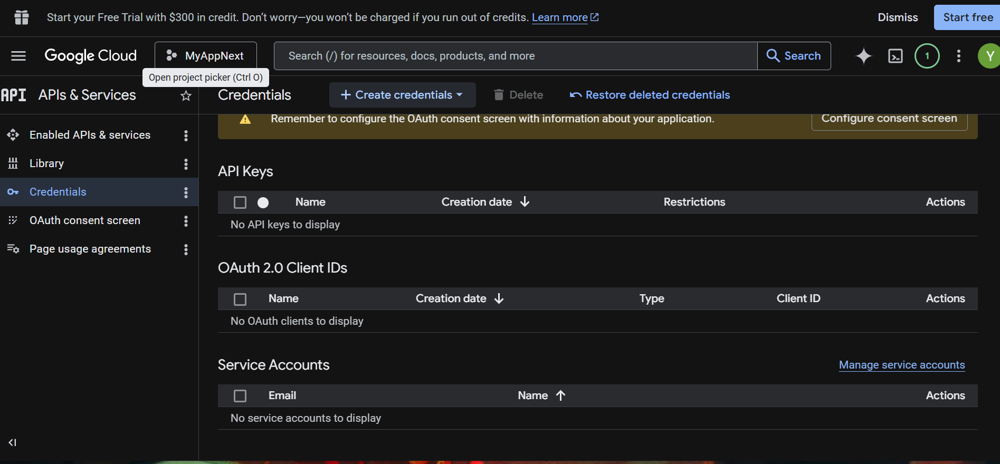 Start your Free Trial with $300 in credit. Don’t worry—you won’t be charged if you run out of credits. Learn more
Dismiss
Start free
Google Cloud
MyAppNext
Search (/) for resources, docs, products, and more
Search
1
Y
Open project picker (Ctrl O)
API APIs & Services
Credentials
Create credentials
Delete
Restore deleted credentials
Enabled APIs & services
Library
Credentials
OAuth consent screen
Page usage agreements
Remember to configure the OAuth consent screen with information about your application.
Configure consent screen
API Keys
Name Creation date Restrictions Actions
No API keys to display
OAuth 2.0 Client IDs
Name Creation date Type Client ID Actions
No OAuth clients to display
Service Accounts
Manage service accounts
Email Name Actions
No service accounts to display